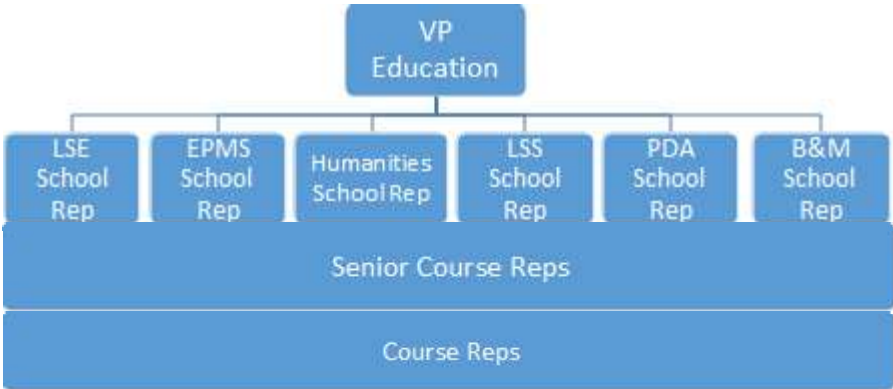 VP
Education
LSE
School
Rep
EPMS
School
Rep
Humanities
School Rep
LSS
School
Rep
PDA
School
Rep
B&M
School
Rep
Senior Course Reps
Course Reps